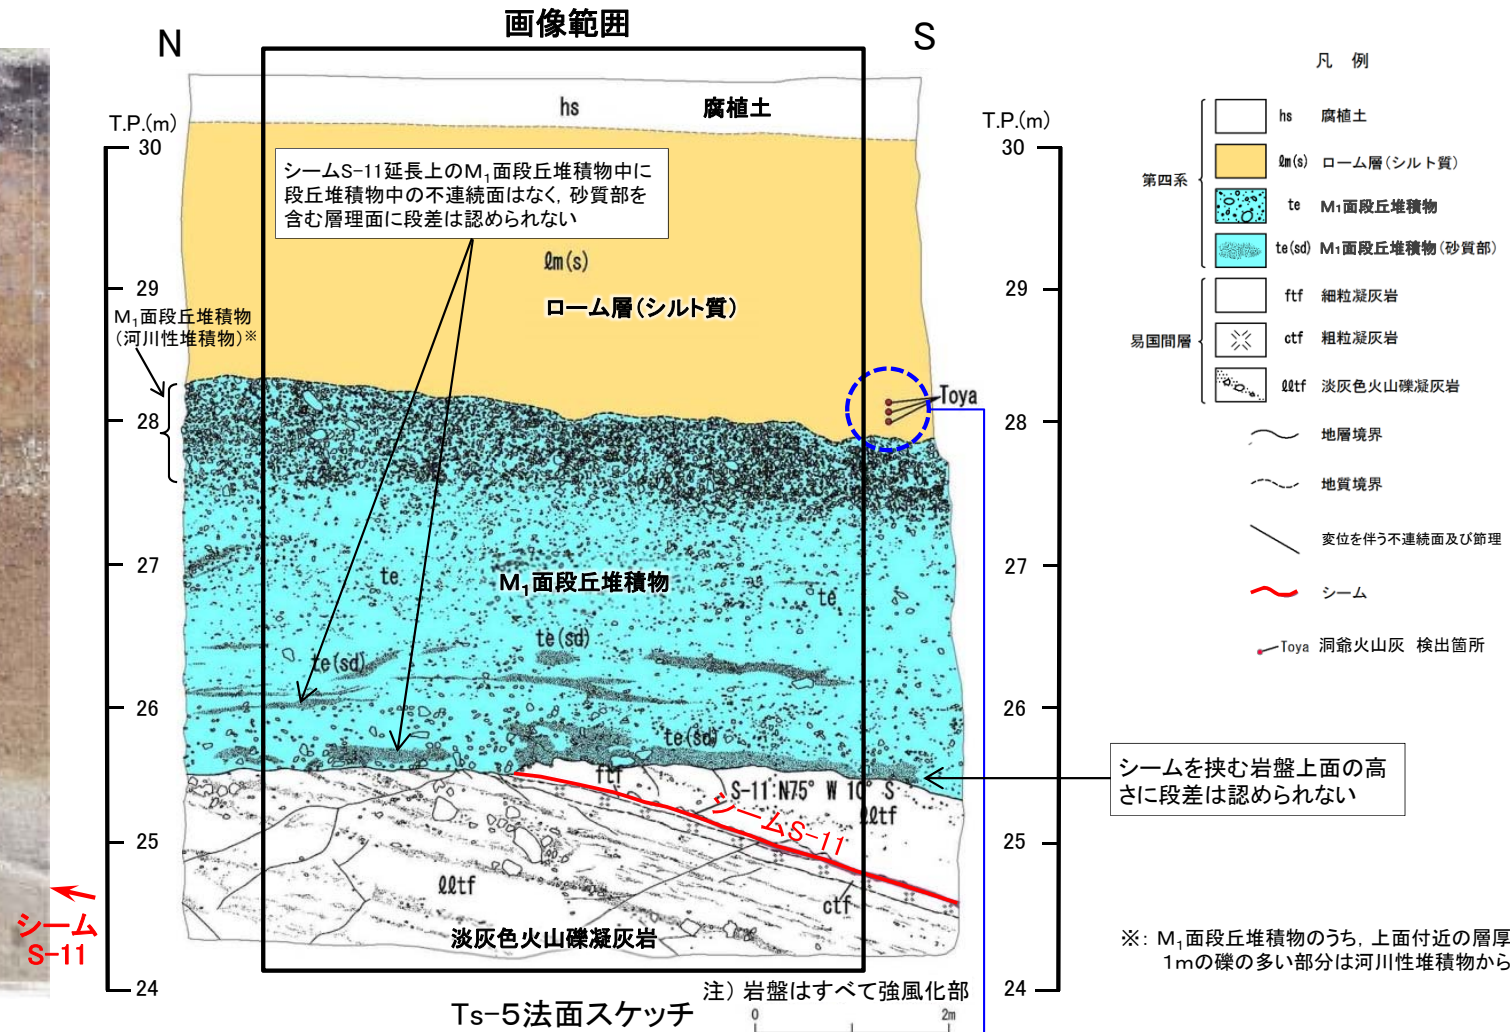 画像範囲
N
S
hs
腐植土
T.P.(m)
30
29
28
27
26
25
24
シームS-11延長上のM₁面段丘堆積物中に
段丘堆積物中の不連続面はなく，砂質部を
含む層理面に段差は認められない
ℓm(s)
ローム層（シルト質）
M₁面段丘堆積物
（河川性堆積物）※
Toya
te
M₁面段丘堆積物
te
te(sd)
te(sd)
te(sd)
ftf
S-11:N75° W 10° S
ℓℓtf
シームS-11
ℓℓtf
ctf
淡灰色火山礫凝灰岩
シーム
S-11
Ts-5法面スケッチ
注）岩盤はすべて強風化部
0
2m
T.P.(m)
30
29
28
27
26
25
24
凡 例
第四系
hs 腐植土
ℓm(s) ローム層（シルト質）
te M₁面段丘堆積物
te(sd) M₁面段丘堆積物（砂質部）
易国間層
ftf 細粒凝灰岩
ctf 粗粒凝灰岩
ℓℓtf 淡灰色火山礫凝灰岩
地層境界
地質境界
変位を伴う不連続面及び節理
シーム
Toya 洞爺火山灰 検出箇所
シームを挟む岩盤上面の高
さに段差は認められない
※：M₁面段丘堆積物のうち，上面付近の層厚
1mの礫の多い部分は河川性堆積物から